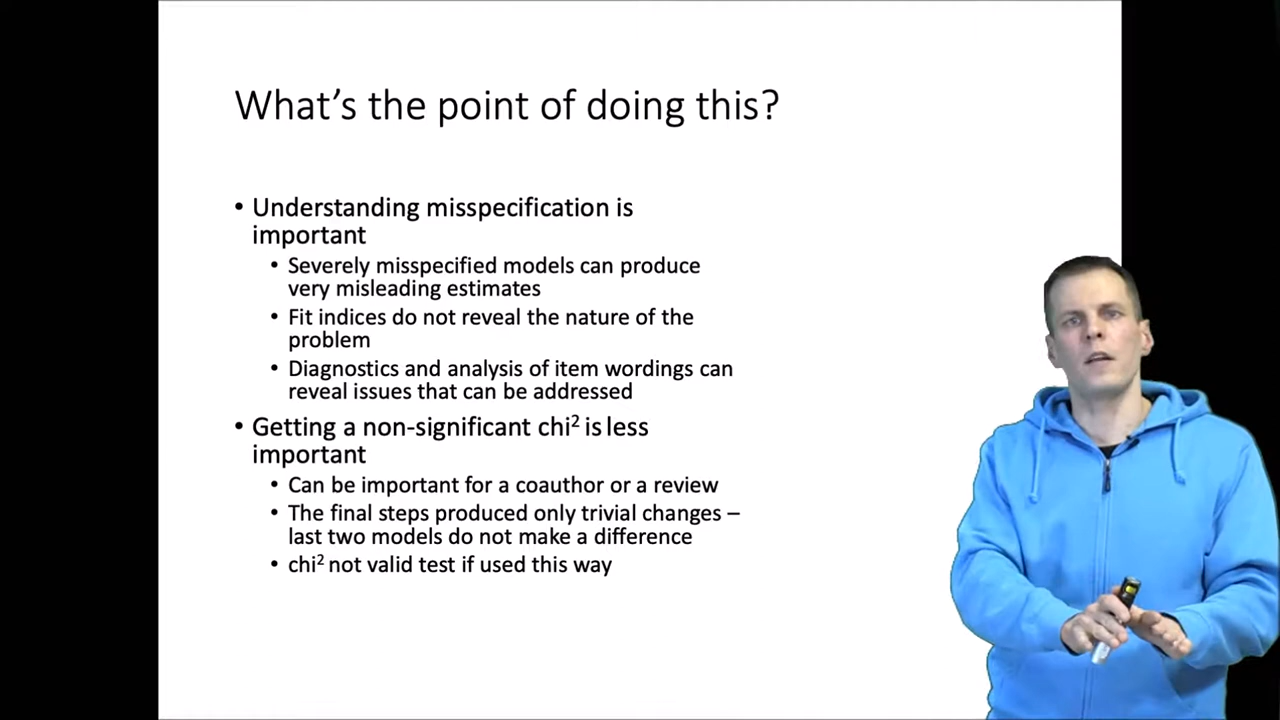 What's the point of doing this?
• Understanding misspecification is
important
• Severely misspecified models can produce
very misleading estimates
• Fit indices do not reveal the nature of the
problem
• Diagnostics and analysis of item wordings can
reveal issues that can be addressed
• Getting a non-significant chi² is less
important
• Can be important for a coauthor or a review
• The final steps produced only trivial changes –
last two models do not make a difference
• chi² not valid test if used this way